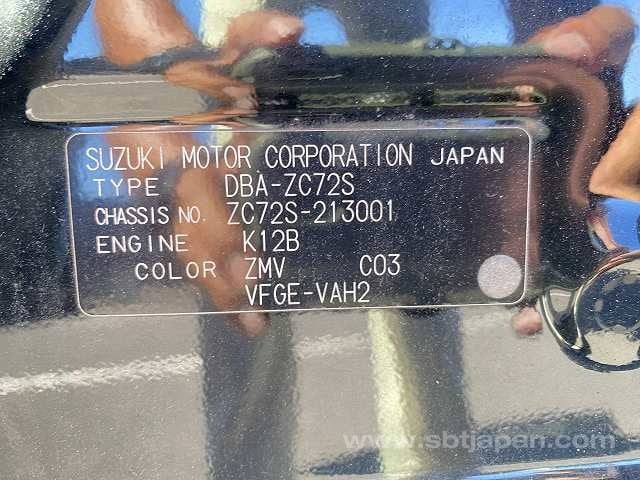 SUZUKI MOTOR CORPORATION JAPAN
TYPE DBA-ZC72S
CHASSIS NO. ZC72S-213001
ENGINE K12B
COLOR ZMV C03
VFGE-VAH2
www.sbtjapan.com